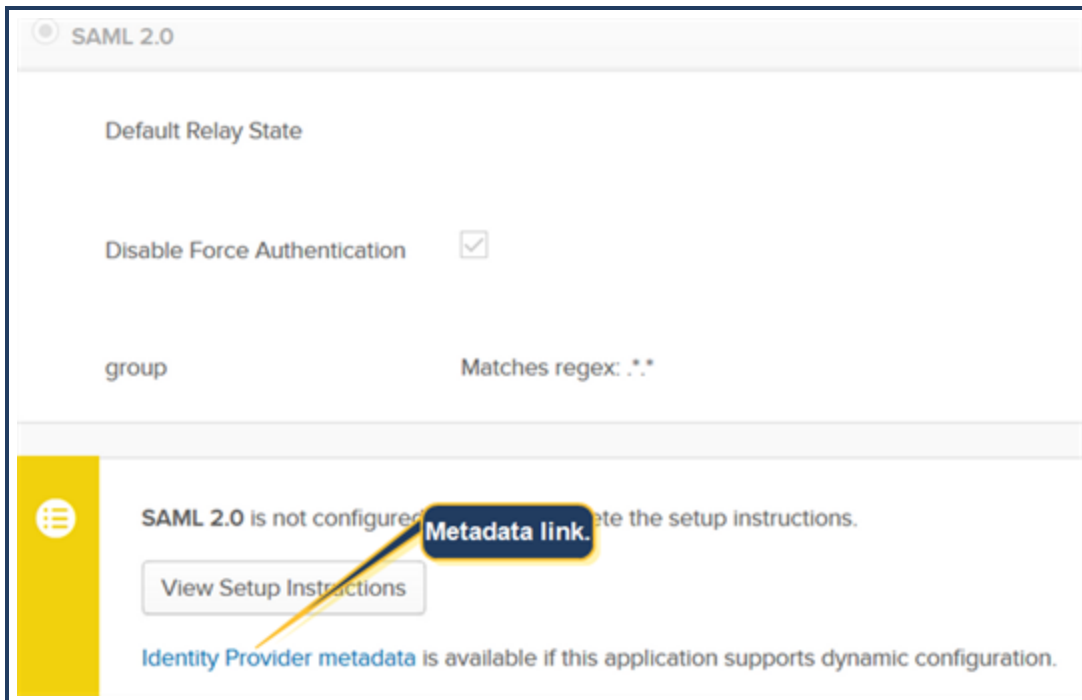 SAML 2.0
Default Relay State
Disable Force Authentication
group Matches regex: .*.*
SAML 2.0 is not configured ete the setup instructions.
Metadata link.
View Setup Instructions
Identity Provider metadata is available if this application supports dynamic configuration.